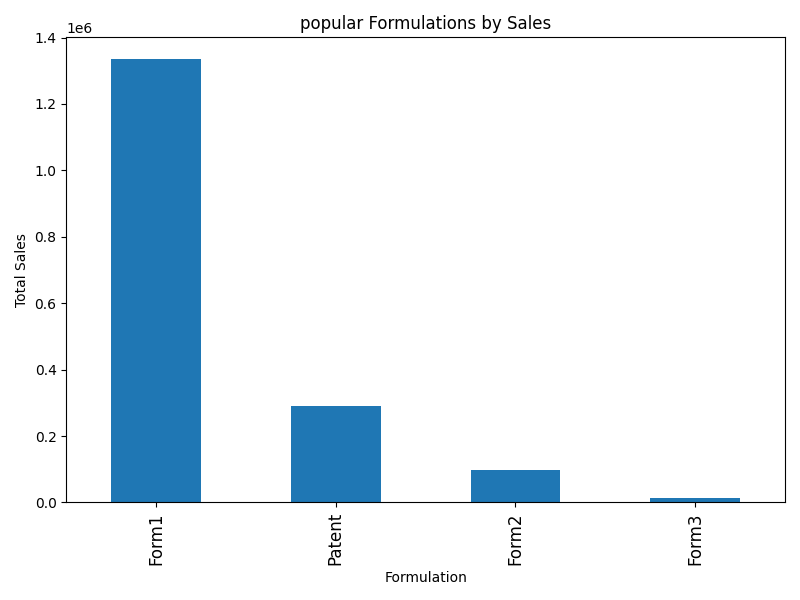 popular Formulations by Sales
1e6
1.4
1.2
1.0
0.8
0.6
0.4
0.2
0.0
Total Sales
Form1
Patent
Form2
Form3
Formulation